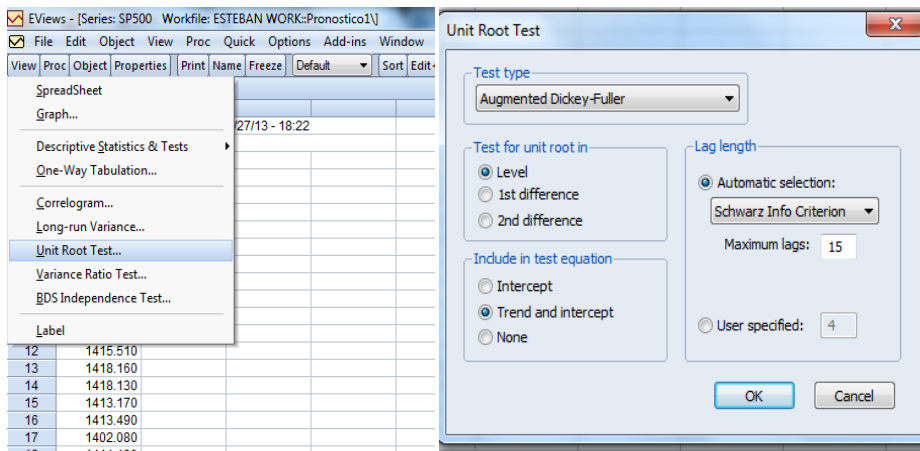 EViews - [Series: SP500 Workfile: ESTEBAN WORK::Pronostico1\]
File Edit Object View Proc Quick Options Add-ins Window
View Proc Object Properties Print Name Freeze Default Sort Edit
SpreadSheet
Graph...
/27/13 - 18:22
Descriptive Statistics & Tests
One-Way Tabulation...
Correlogram...
Long-run Variance...
Unit Root Test...
Variance Ratio Test...
BDS Independence Test...
Label
12 1415.510
13 1418.160
14 1418.130
15 1413.170
16 1413.490
17 1402.080
Unit Root Test
Test type
Augmented Dickey-Fuller
Test for unit root in
Level
1st difference
2nd difference
Include in test equation
Intercept
Trend and intercept
None
Lag length
Automatic selection:
Schwarz Info Criterion
Maximum lags: 15
User specified: 4
OK Cancel